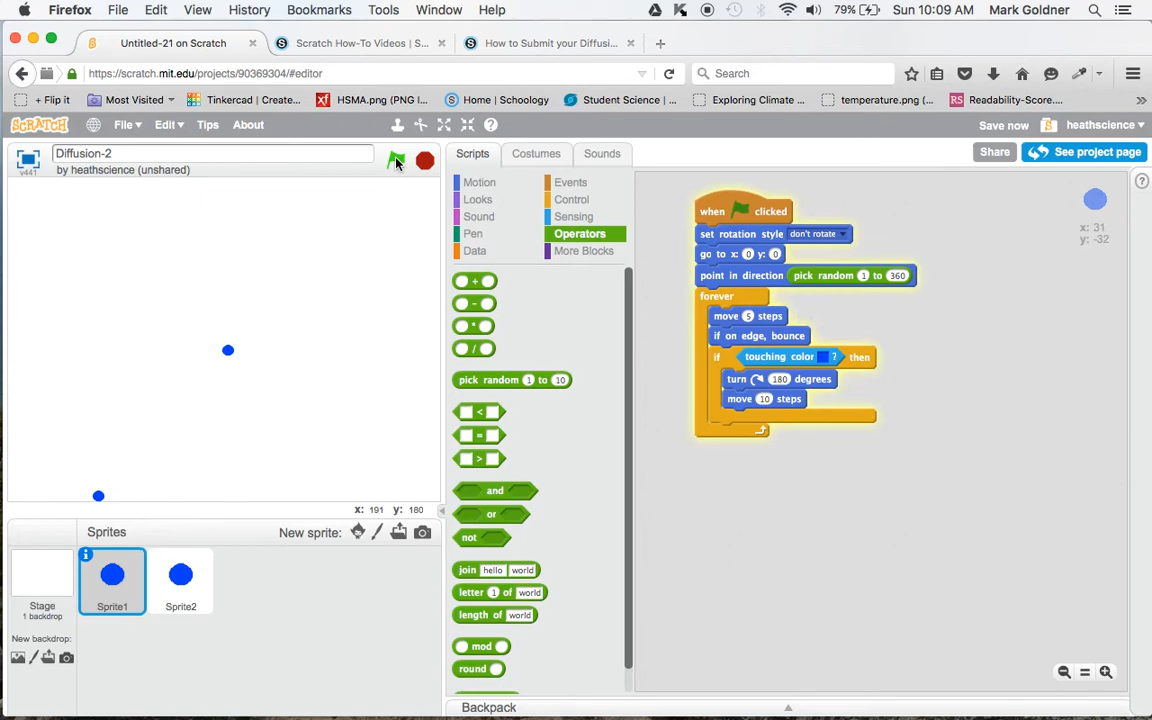 Firefox File Edit View History Bookmarks Tools Window Help 79% Sun 10:09 AM Mark Goldner
Untitled-21 on Scratch Scratch How-To Videos | S... How to Submit your Diffusi...
https://scratch.mit.edu/projects/90369304/#editor Search
+ Flip it Most Visited Tinkercad | Create... HSMA.png (PNG I... Home | Schoology Student Science | ... Exploring Climate ... temperature.png (... RS Readability-Score....
SCRATCH File Edit Tips About Save now heathscience
Diffusion-2
v441 by heathscience (unshared)
Scripts Costumes Sounds Share See project page
Motion Events
Looks Control
Sound Sensing
Pen Operators
Data More Blocks
+
-
*
/
pick random 1 to 10
<
=
>
and
or
not
join hello world
letter 1 of world
length of world
mod
round
when clicked
set rotation style don't rotate
go to x: 0 y: 0
point in direction pick random 1 to 360
forever
move 5 steps
if on edge, bounce
if touching color ? then
turn 180 degrees
move 10 steps
x: 31
y: -32
x: 191 y: 180
Sprites New sprite:
Stage
1 backdrop
New backdrop:
Sprite1 Sprite2
Backpack